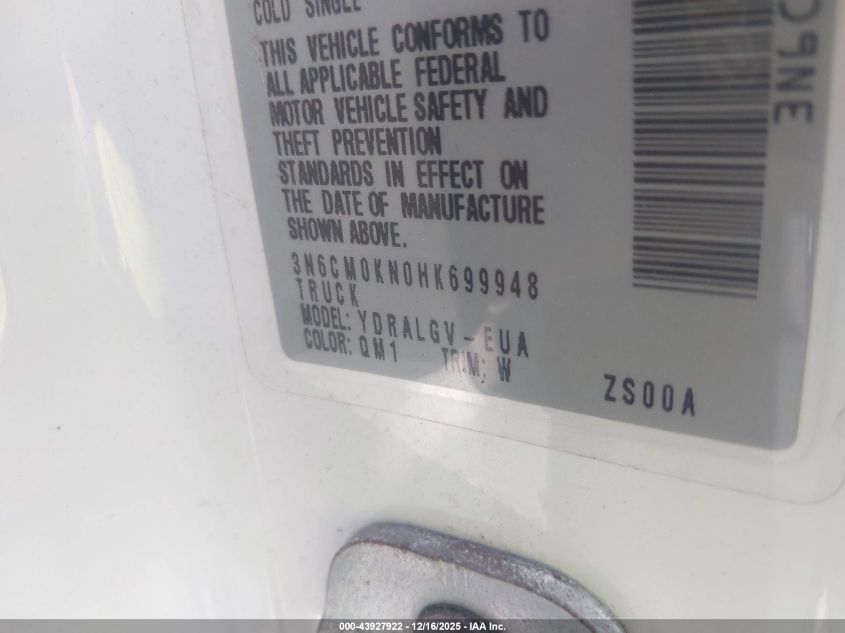 COLD SINGLE
THIS VEHICLE CONFORMS TO
ALL APPLICABLE FEDERAL
MOTOR VEHICLE SAFETY AND
THEFT PREVENTION
STANDARDS IN EFFECT ON
THE DATE OF MANUFACTURE
SHOWN ABOVE.
3N6CM0KN0HK699948
TRUCK
MODEL: YDRALGV-EUA
COLOR: QM1 TRIM: W
ZS00A
3N6C
000-43927922 - 12/16/2025 - IAA Inc.